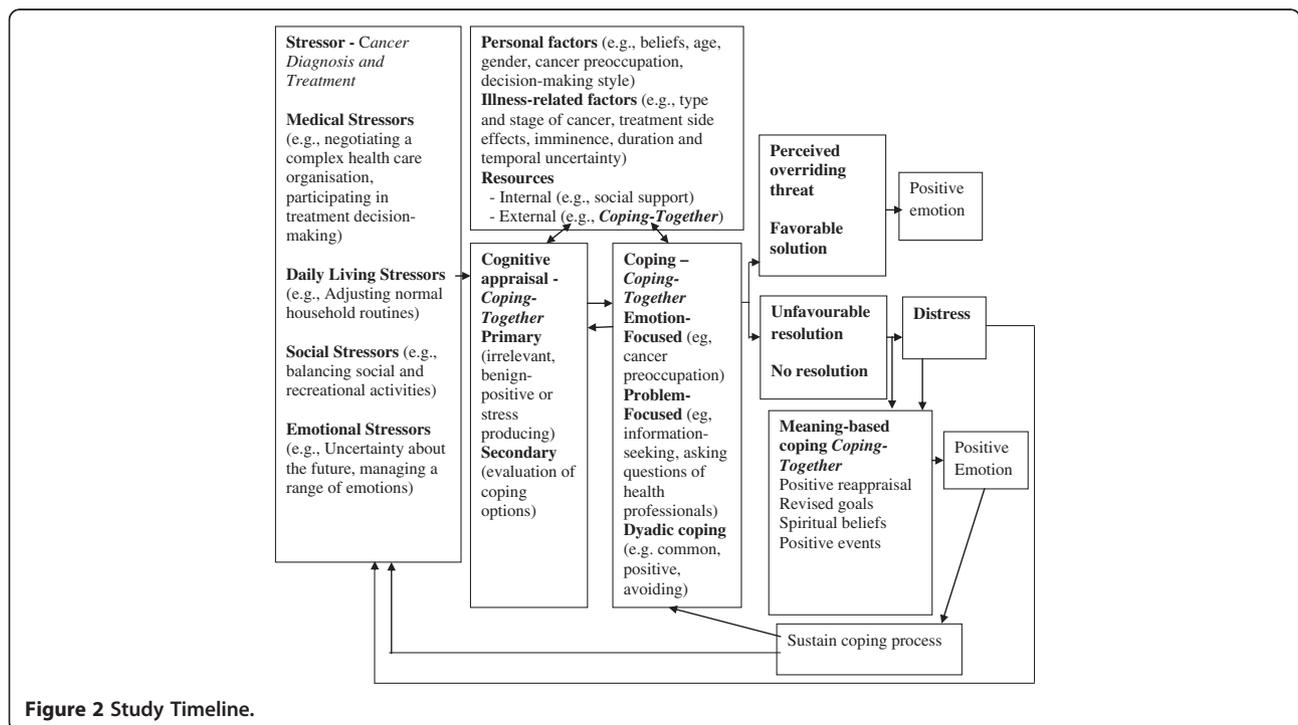 Stressor - Cancer
Diagnosis and
Treatment
Medical Stressors
(e.g., negotiating a
complex health care
organisation,
participating in
treatment decision-
making)
Daily Living Stressors
(e.g., Adjusting normal
household routines)
Social Stressors (e.g.,
balancing social and
recreational activities)
Emotional Stressors
(e.g., Uncertainty about
the future, managing a
range of emotions)
Personal factors (e.g., beliefs, age,
gender, cancer preoccupation,
decision-making style)
Illness-related factors (e.g., type
and stage of cancer, treatment side
effects, imminence, duration and
temporal uncertainty)
Resources
- Internal (e.g., social support)
- External (e.g., Coping-Together)
Cognitive
appraisal -
Coping-
Together
Primary
(irrelevant,
benign-
positive or
stress
producing)
Secondary
(evaluation of
coping
options)
Coping –
Coping-
Together
Emotion-
Focused (eg,
cancer
preoccupation)
Problem-
Focused (eg,
information-
seeking, asking
questions of
health
professionals)
Dyadic coping
(e.g. common,
positive,
avoiding)
Perceived
overriding
threat
Favorable
solution
Positive
emotion
Unfavourable
resolution
No resolution
Distress
Meaning-based
coping Coping-
Together
Positive reappraisal
Revised goals
Spiritual beliefs
Positive events
Positive
Emotion
Sustain coping process
Figure 2 Study Timeline.